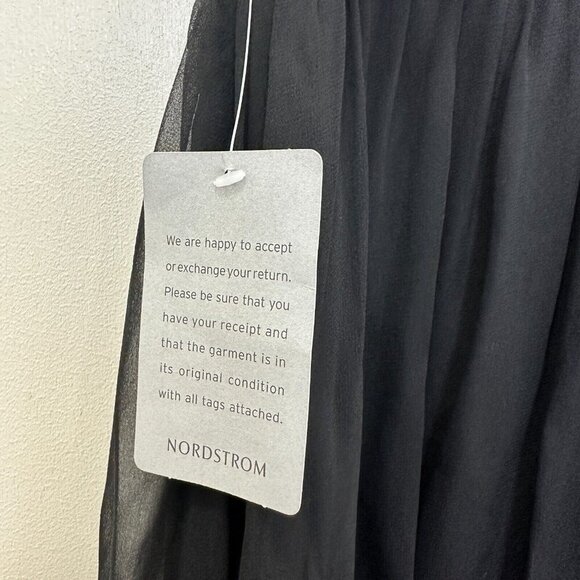 We are happy to accept
or exchange your return.
Please be sure that you
have your receipt and
that the garment is in
its original condition
with all tags attached.
NORDSTROM